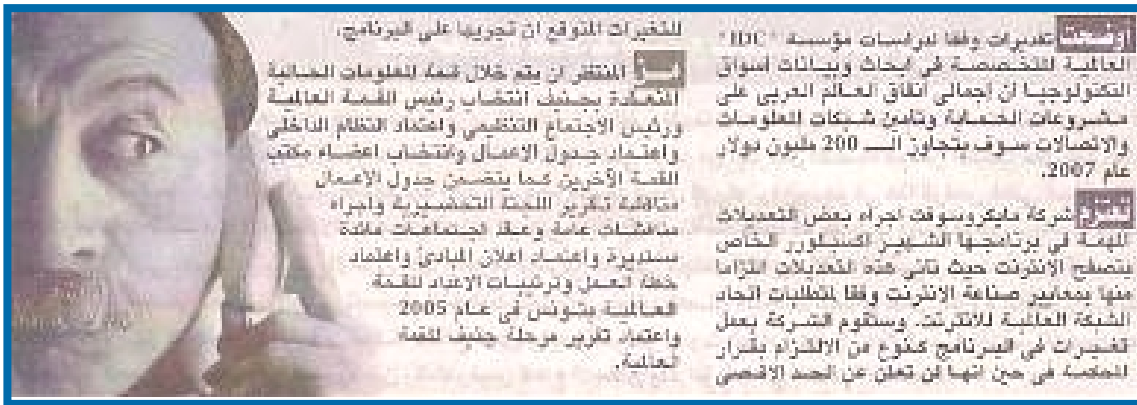 أوضحت تقديرات وفقا لدراسات مؤسسة "IDC"
العالمية المتخصصة في أبحاث وبيانات أسواق
التكنولوجيا أن إجمالي انفاق العالم العربي على
مشروعات الحماية وتأمين شبكات المعلومات
والاتصالات سوف يتجاوز الـــ 200 مليون دولار
عام 2007.
تعتزم شركة مايكروسوفت اجراء بعض التعديلات
المهمة في برنامجها الشهير اكسبلورر الخاص
بتصفح الانترنت حيث تأتي هذه التعديلات التزاما
منها بمعايير صناعة الانترنت وفقا لمتطلبات اتحاد
الشبكة العالمية للانترنت. وستقوم الشركة بعمل
تغييرات في البرنامج كنوع من الالتزام بقرار
المحكمة في حين انها لن تعلن عن الحد الاقصى
للتغيرات المتوقع ان تجريها على البرنامج.
المنتظر ان يتم خلال قمة المعلومات الحالية
المنعقدة بجنيف انتخاب رئيس القمة العالمية
ورئيس الاجتماع التنظيمي واعتماد النظام الداخلي
واعتماد جدول الاعمال وانتخاب اعضاء مكتب
القمة الآخرين كما يتضمن جدول الاعمال
مناقشة تقرير اللجنة التحضيرية واجراء
مناقشات عامة وعقد اجتماعات مائدة
مستديرة واعتماد اعلان المبادئ واعتماد
خطة العمل وترتيبات الاعداد للقمة
العالمية بتونس في عام 2005
واعتماد تقرير مرحلة جنيف للقمة
العالمية.